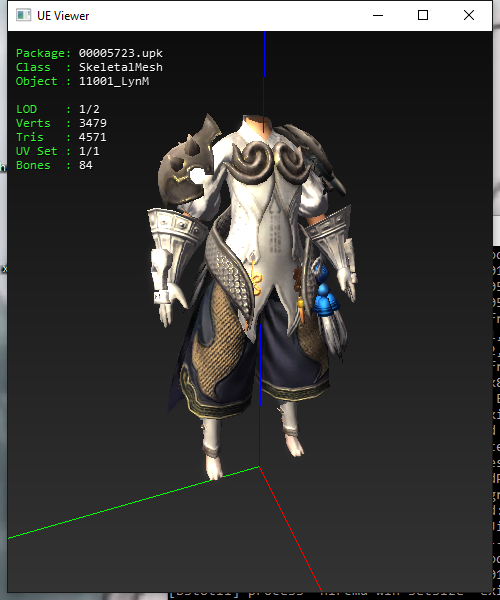 UE Viewer
Package: 00005723.upk
Class : SkeletalMesh
Object : 11001_LynM
LOD : 1/2
Verts : 3479
Tris : 4571
UV Set : 1/1
Bones : 84